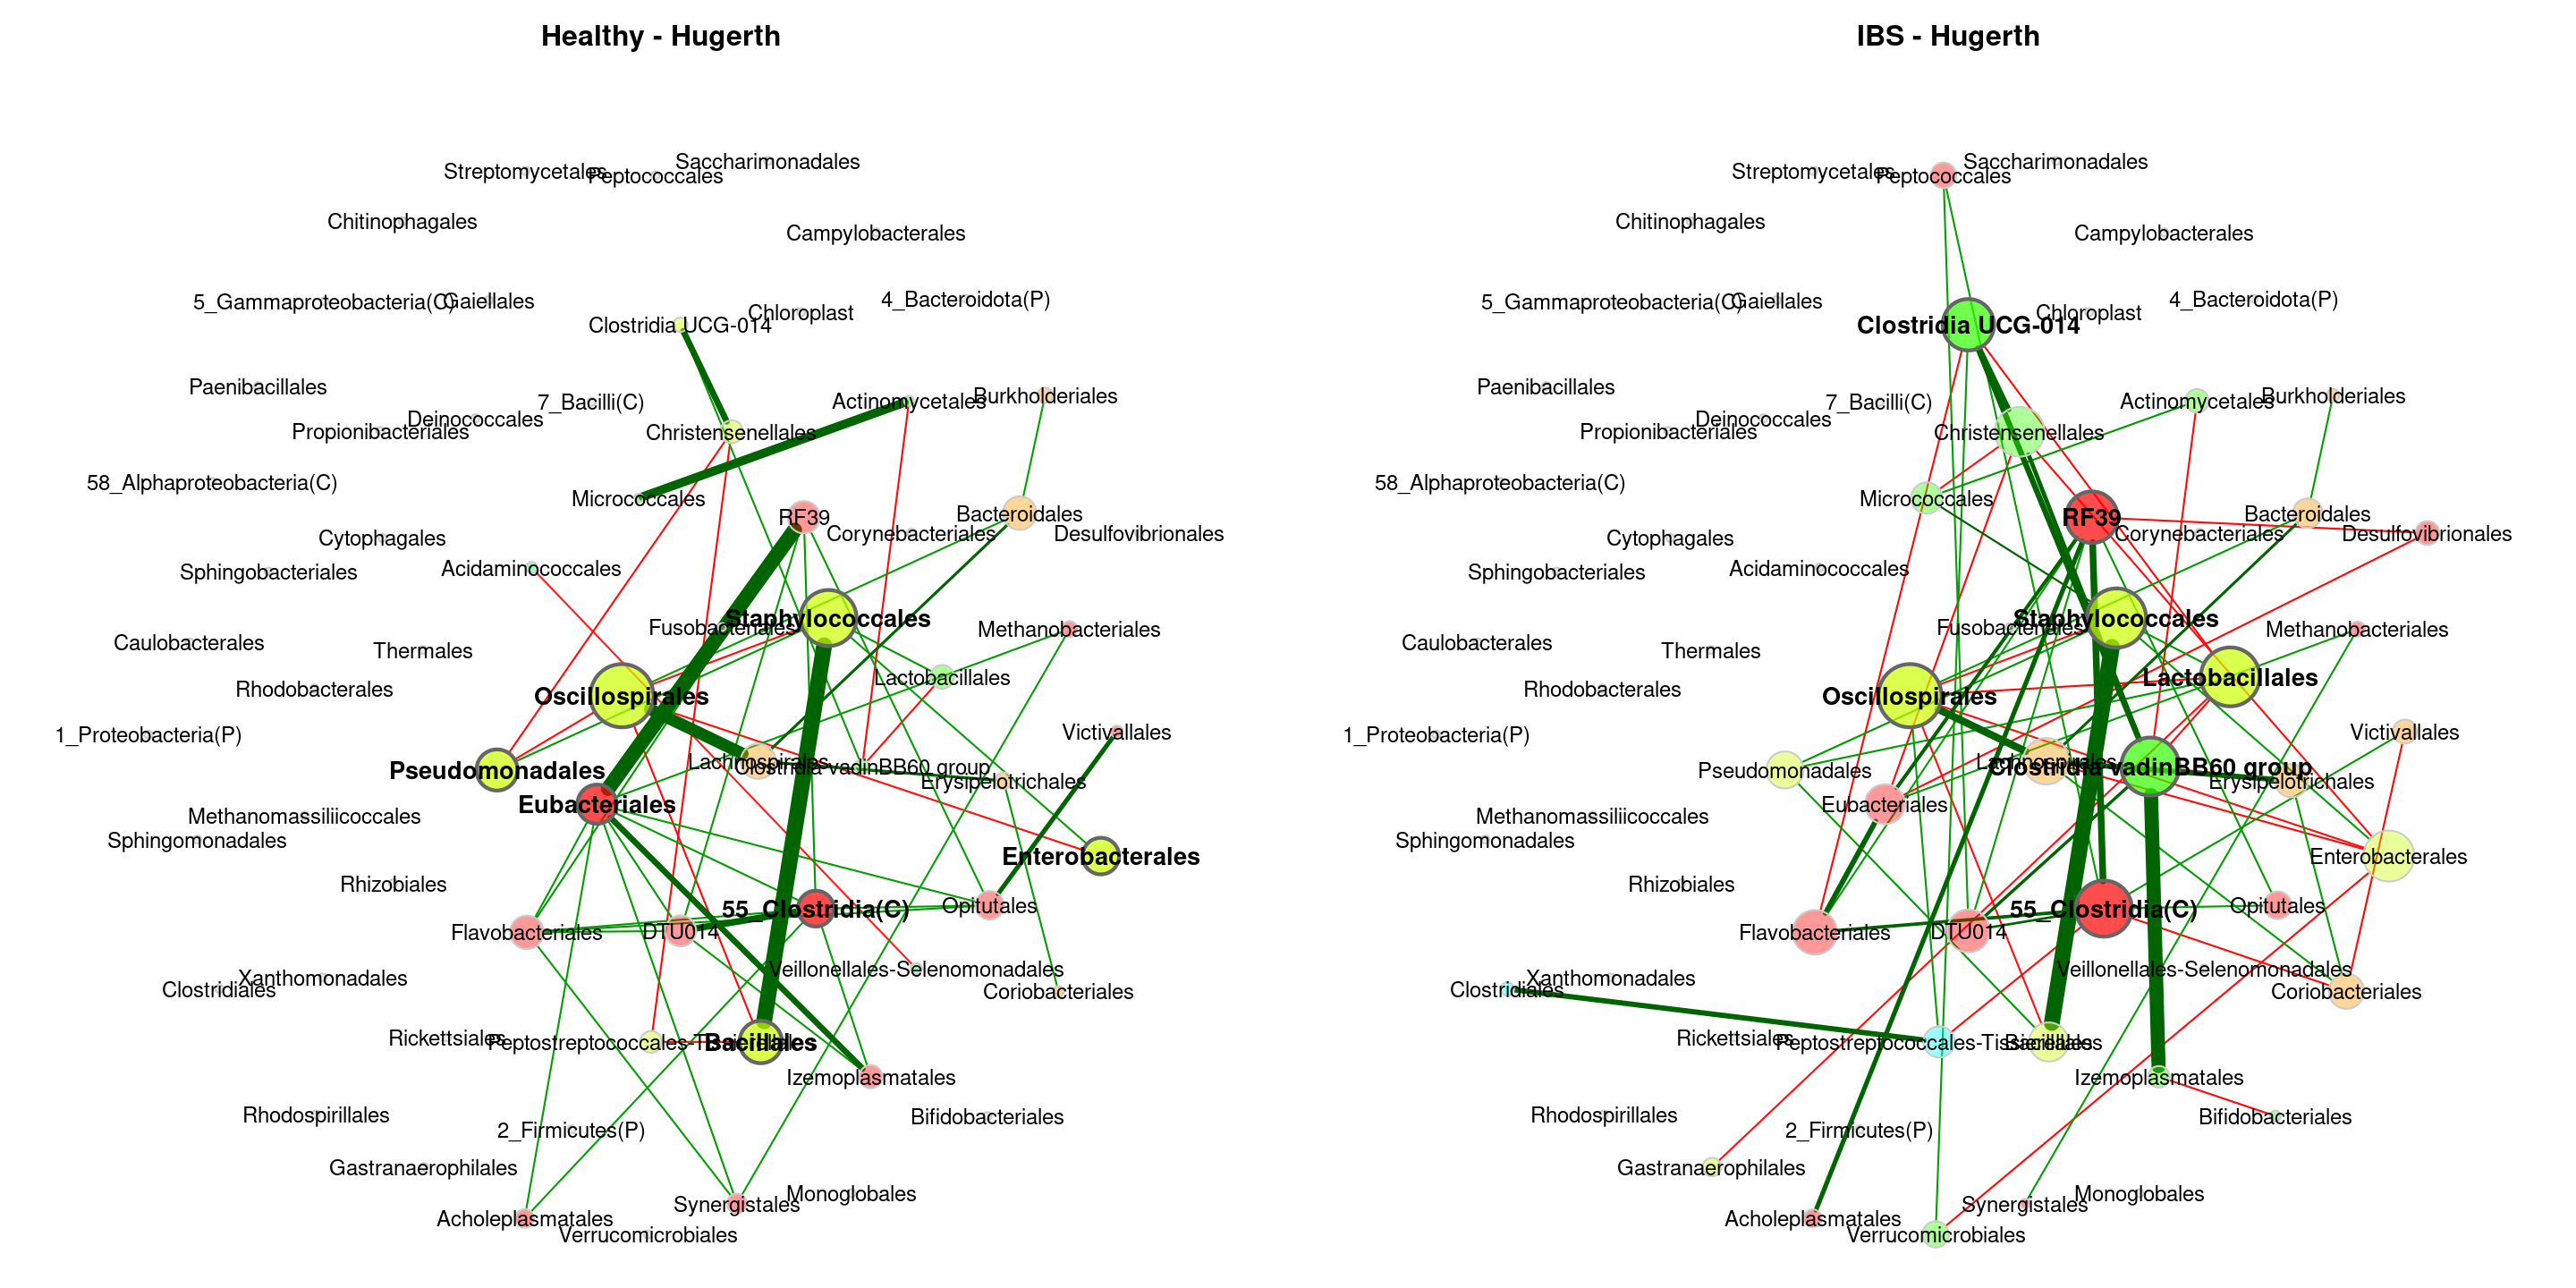 Healthy - Hugerth
Streptomycetales
Peptococcales
Saccharimonadales
Chitinophagales
Campylobacterales
5_Gammaproteobacteria(C)
Gaiellales
Chloroplast
4_Bacteroidota(P)
Clostridia UCG-014
Paenibacillales
Deinococcales
7_Bacilli(C)
Actinomycetales
Burkholderiales
Propionibacteriales
Christensenellales
58_Alphaproteobacteria(C)
Micrococcales
RF39
Bacteroidales
Cytophagales
Corynebacteriales
Desulfovibrionales
Sphingobacteriales
Acidaminococcales
Caulobacterales
Thermales
Fusobacteriales
Staphylococcales
Methanobacteriales
Rhodobacterales
Oscillospirales
Lactobacillales
1_Proteobacteria(P)
Victivallales
Pseudomonadales
Lachnospirales
Clostridia vadinBB60 group
Erysipelotrichales
Eubacteriales
Methanomassiliicoccales
Sphingomonadales
Enterobacterales
Rhizobiales
55_Clostridia(C)
Opitutales
Flavobacteriales
DTU014
Xanthomonadales
Clostridiales
Veillonellales-Selenomonadales
Coriobacteriales
Rickettsiales
Peptostreptococcales-Tissierellales
Bacillales
Izemoplasmatales
Rhodospirillales
2_Firmicutes(P)
Bifidobacteriales
Gastranaerophilales
Acholeplasmatales
Synergistales
Monoglobales
Verrucomicrobiales
IBS - Hugerth
Streptomycetales
Peptococcales
Saccharimonadales
Chitinophagales
Campylobacterales
5_Gammaproteobacteria(C)
Gaiellales
Chloroplast
4_Bacteroidota(P)
Clostridia UCG-014
Paenibacillales
Deinococcales
7_Bacilli(C)
Actinomycetales
Burkholderiales
Propionibacteriales
Christensenellales
58_Alphaproteobacteria(C)
Micrococcales
RF39
Bacteroidales
Cytophagales
Corynebacteriales
Desulfovibrionales
Sphingobacteriales
Acidaminococcales
Caulobacterales
Thermales
Fusobacteriales
Staphylococcales
Methanobacteriales
Rhodobacterales
Oscillospirales
Lactobacillales
1_Proteobacteria(P)
Victivallales
Pseudomonadales
Lachnospirales
Clostridia vadinBB60 group
Erysipelotrichales
Eubacteriales
Methanomassiliicoccales
Sphingomonadales
Enterobacterales
Rhizobiales
55_Clostridia(C)
Opitutales
Flavobacteriales
DTU014
Xanthomonadales
Clostridiales
Veillonellales-Selenomonadales
Coriobacteriales
Rickettsiales
Peptostreptococcales-Tissierellales
Bacillales
Izemoplasmatales
Rhodospirillales
2_Firmicutes(P)
Bifidobacteriales
Gastranaerophilales
Acholeplasmatales
Synergistales
Monoglobales
Verrucomicrobiales